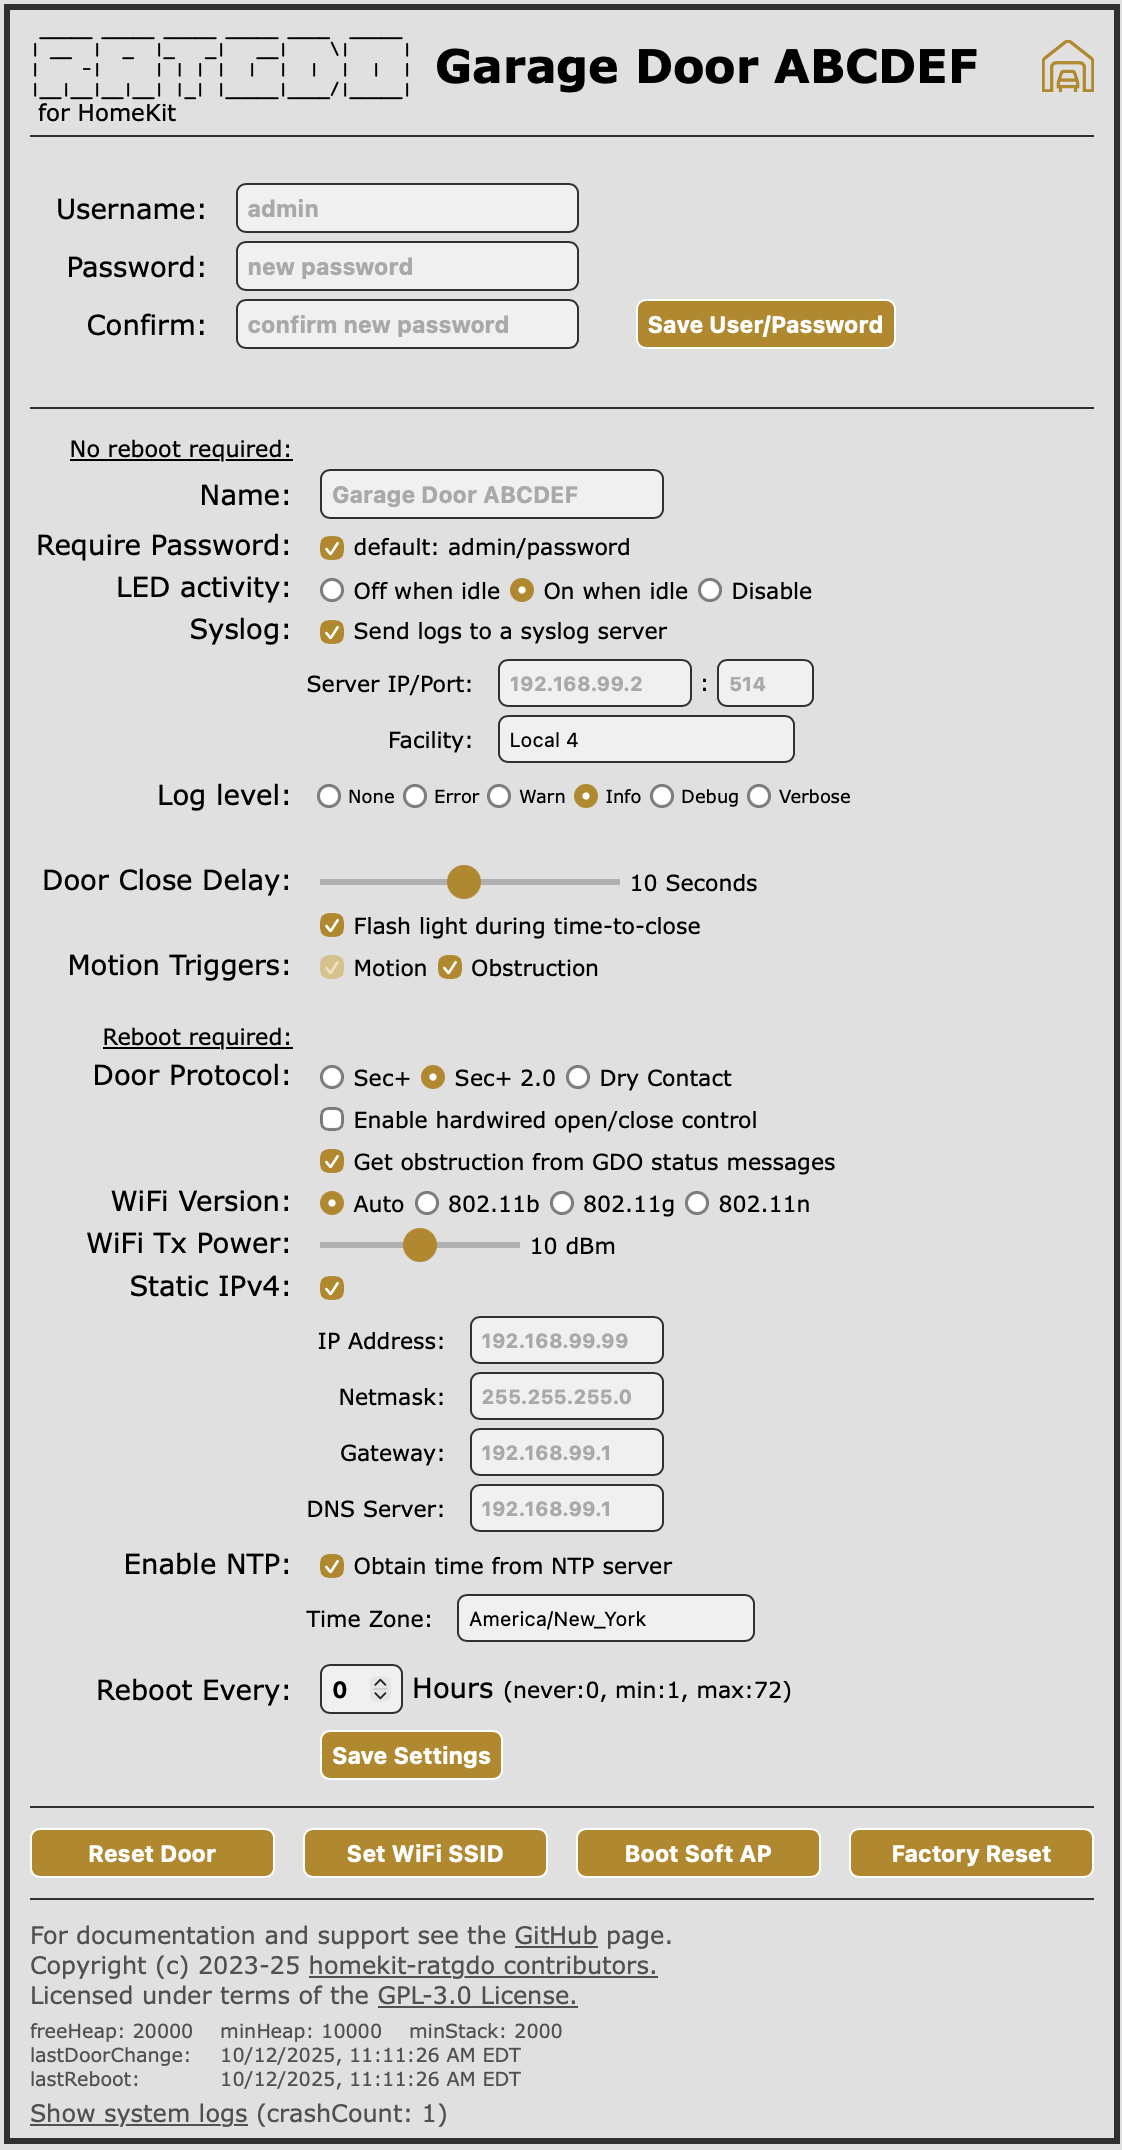 RATGDO
for HomeKit
Garage Door ABCDEF
Username: admin
Password: new password
Confirm: confirm new password Save User/Password
No reboot required:
Name: Garage Door ABCDEF
Require Password: default: admin/password
LED activity: Off when idle On when idle Disable
Syslog: Send logs to a syslog server
Server IP/Port: 192.168.99.2 : 514
Facility: Local 4
Log level: None Error Warn Info Debug Verbose
Door Close Delay: 10 Seconds
Flash light during time-to-close
Motion Triggers: Motion Obstruction
Reboot required:
Door Protocol: Sec+ Sec+ 2.0 Dry Contact
Enable hardwired open/close control
Get obstruction from GDO status messages
WiFi Version: Auto 802.11b 802.11g 802.11n
WiFi Tx Power: 10 dBm
Static IPv4:
IP Address: 192.168.99.99
Netmask: 255.255.255.0
Gateway: 192.168.99.1
DNS Server: 192.168.99.1
Enable NTP: Obtain time from NTP server
Time Zone: America/New_York
Reboot Every: 0 Hours (never:0, min:1, max:72)
Save Settings
Reset Door Set WiFi SSID Boot Soft AP Factory Reset
For documentation and support see the GitHub page.
Copyright (c) 2023-25 homekit-ratgdo contributors.
Licensed under terms of the GPL-3.0 License.
freeHeap: 20000 minHeap: 10000 minStack: 2000
lastDoorChange: 10/12/2025, 11:11:26 AM EDT
lastReboot: 10/12/2025, 11:11:26 AM EDT
Show system logs (crashCount: 1)